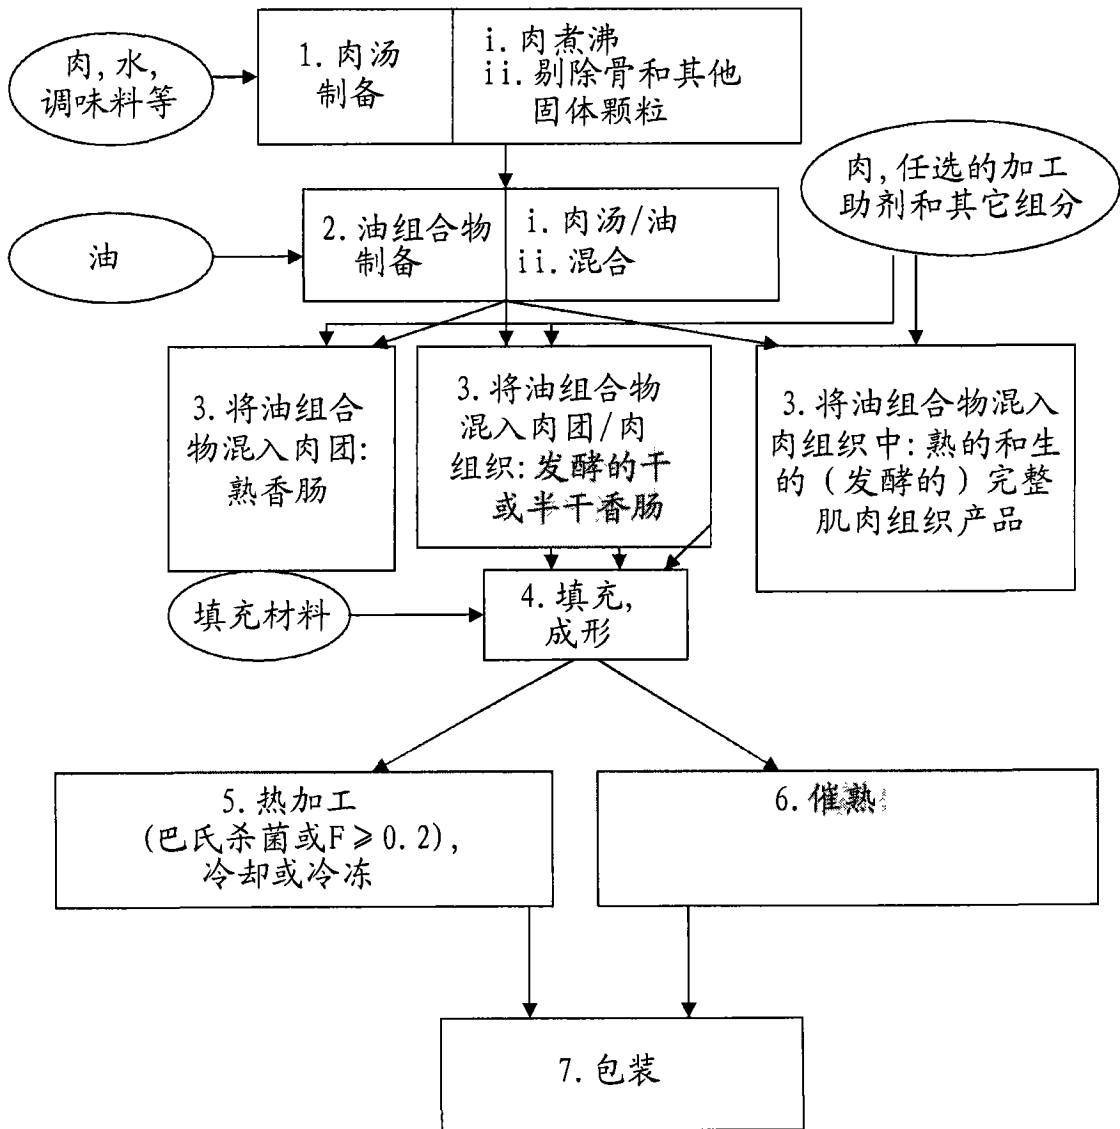 肉,水,
调味料等
1.肉汤
制备
i.肉煮沸
ii.剔除骨和其他
固体颗粒
肉,任选的加工
助剂和其它组分
油
2.油组合物
制备
i.肉汤/油
ii.混合
3.将油组合
物混入肉团:
熟香肠
3.将油组合物
混入肉团/肉
组织:发酵的干
或半干香肠
3.将油组合物混入
肉组织中:熟的和生
的（发酵的）完整
肌肉组织产品
填充材料
4.填充,
成形
5.热加工
(巴氏杀菌或F≥0.2),
冷却或冷冻
6.催熟
7.包装